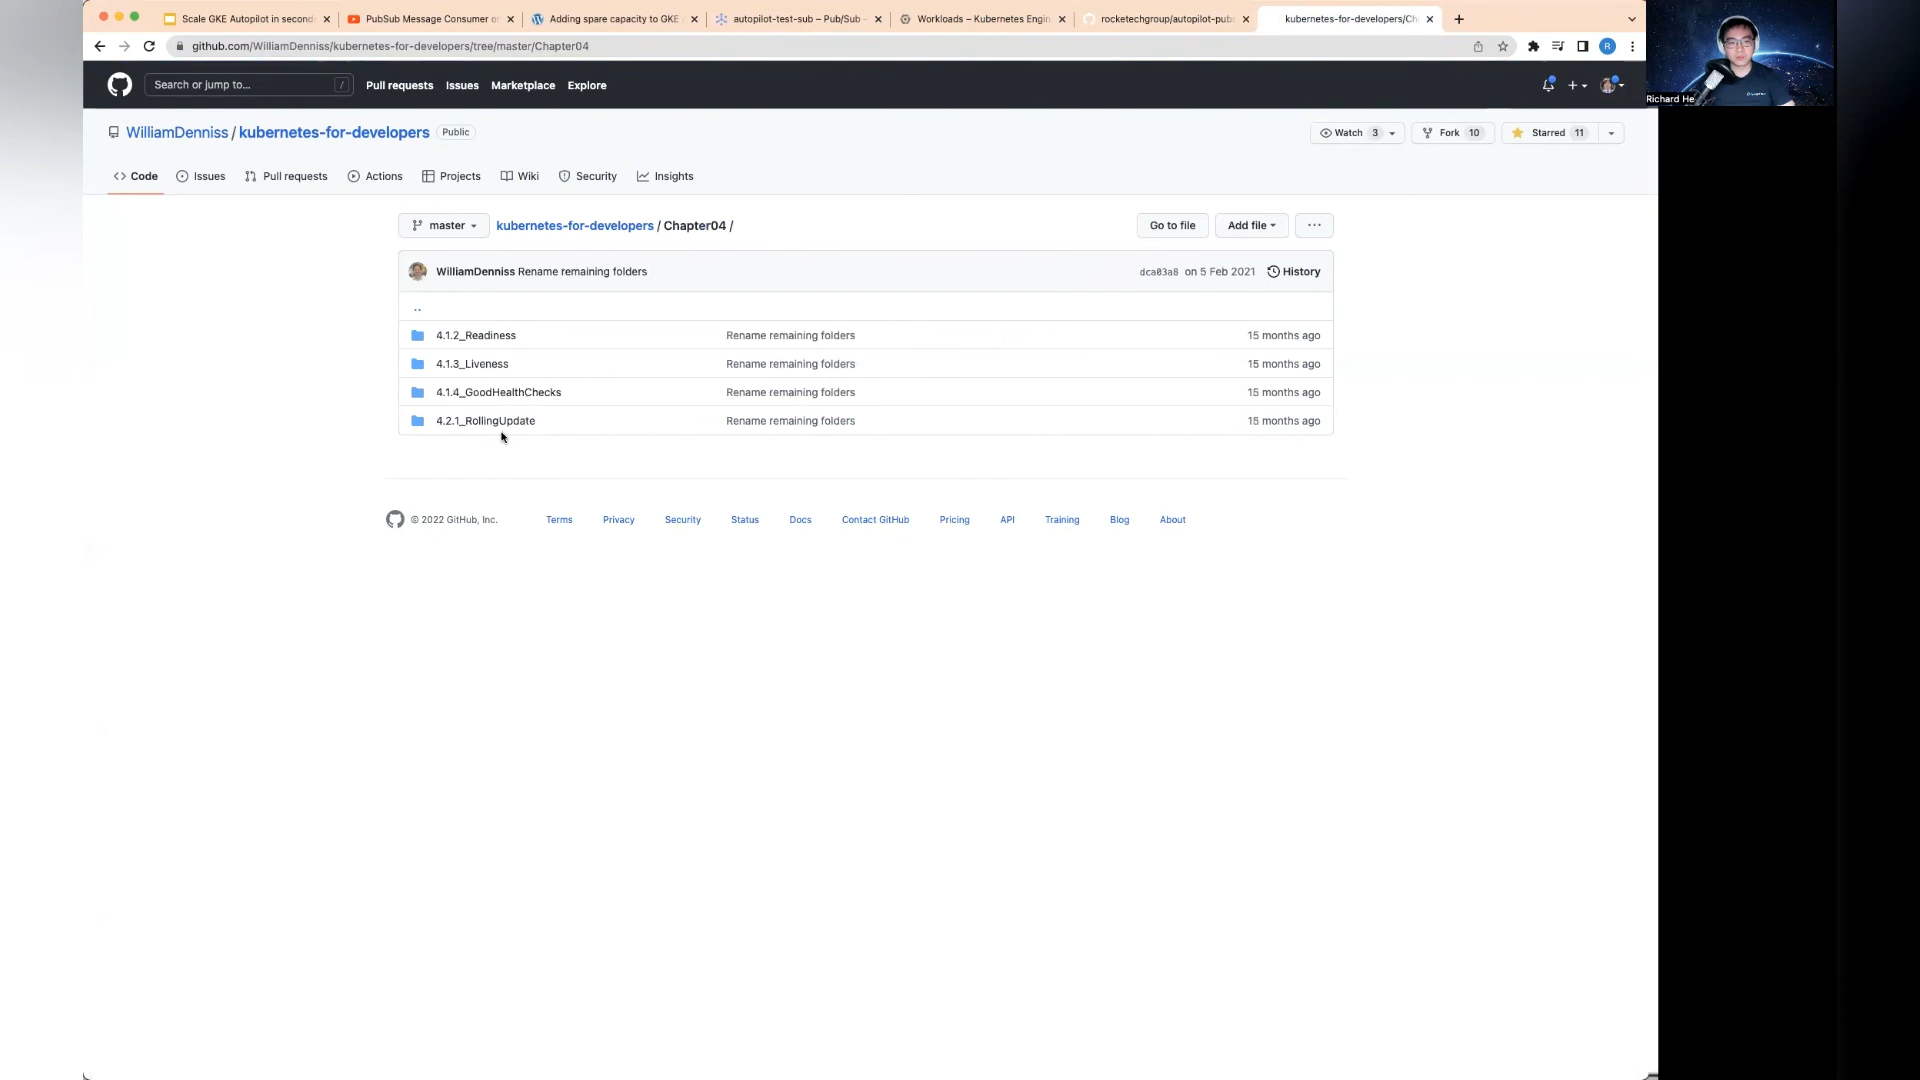 Scale GKE Autopilot in second
PubSub Message Consumer o
Adding spare capacity to GKE
autopilot-test-sub – Pub/Sub –
Workloads – Kubernetes Engin
rocketechgroup/autopilot-pub
kubernetes-for-developers/Ch
github.com/WilliamDenniss/kubernetes-for-developers/tree/master/Chapter04
R
Richard He
Search or jump to...
/
Pull requests
Issues
Marketplace
Explore
WilliamDenniss / kubernetes-for-developers Public
Watch 3
Fork 10
Starred 11
Code
Issues
Pull requests
Actions
Projects
Wiki
Security
Insights
master
kubernetes-for-developers / Chapter04 /
Go to file
Add file
...
WilliamDenniss Rename remaining folders
dca03a8 on 5 Feb 2021
History
..
4.1.2_Readiness Rename remaining folders 15 months ago
4.1.3_Liveness Rename remaining folders 15 months ago
4.1.4_GoodHealthChecks Rename remaining folders 15 months ago
4.2.1_RollingUpdate Rename remaining folders 15 months ago
© 2022 GitHub, Inc.
Terms
Privacy
Security
Status
Docs
Contact GitHub
Pricing
API
Training
Blog
About